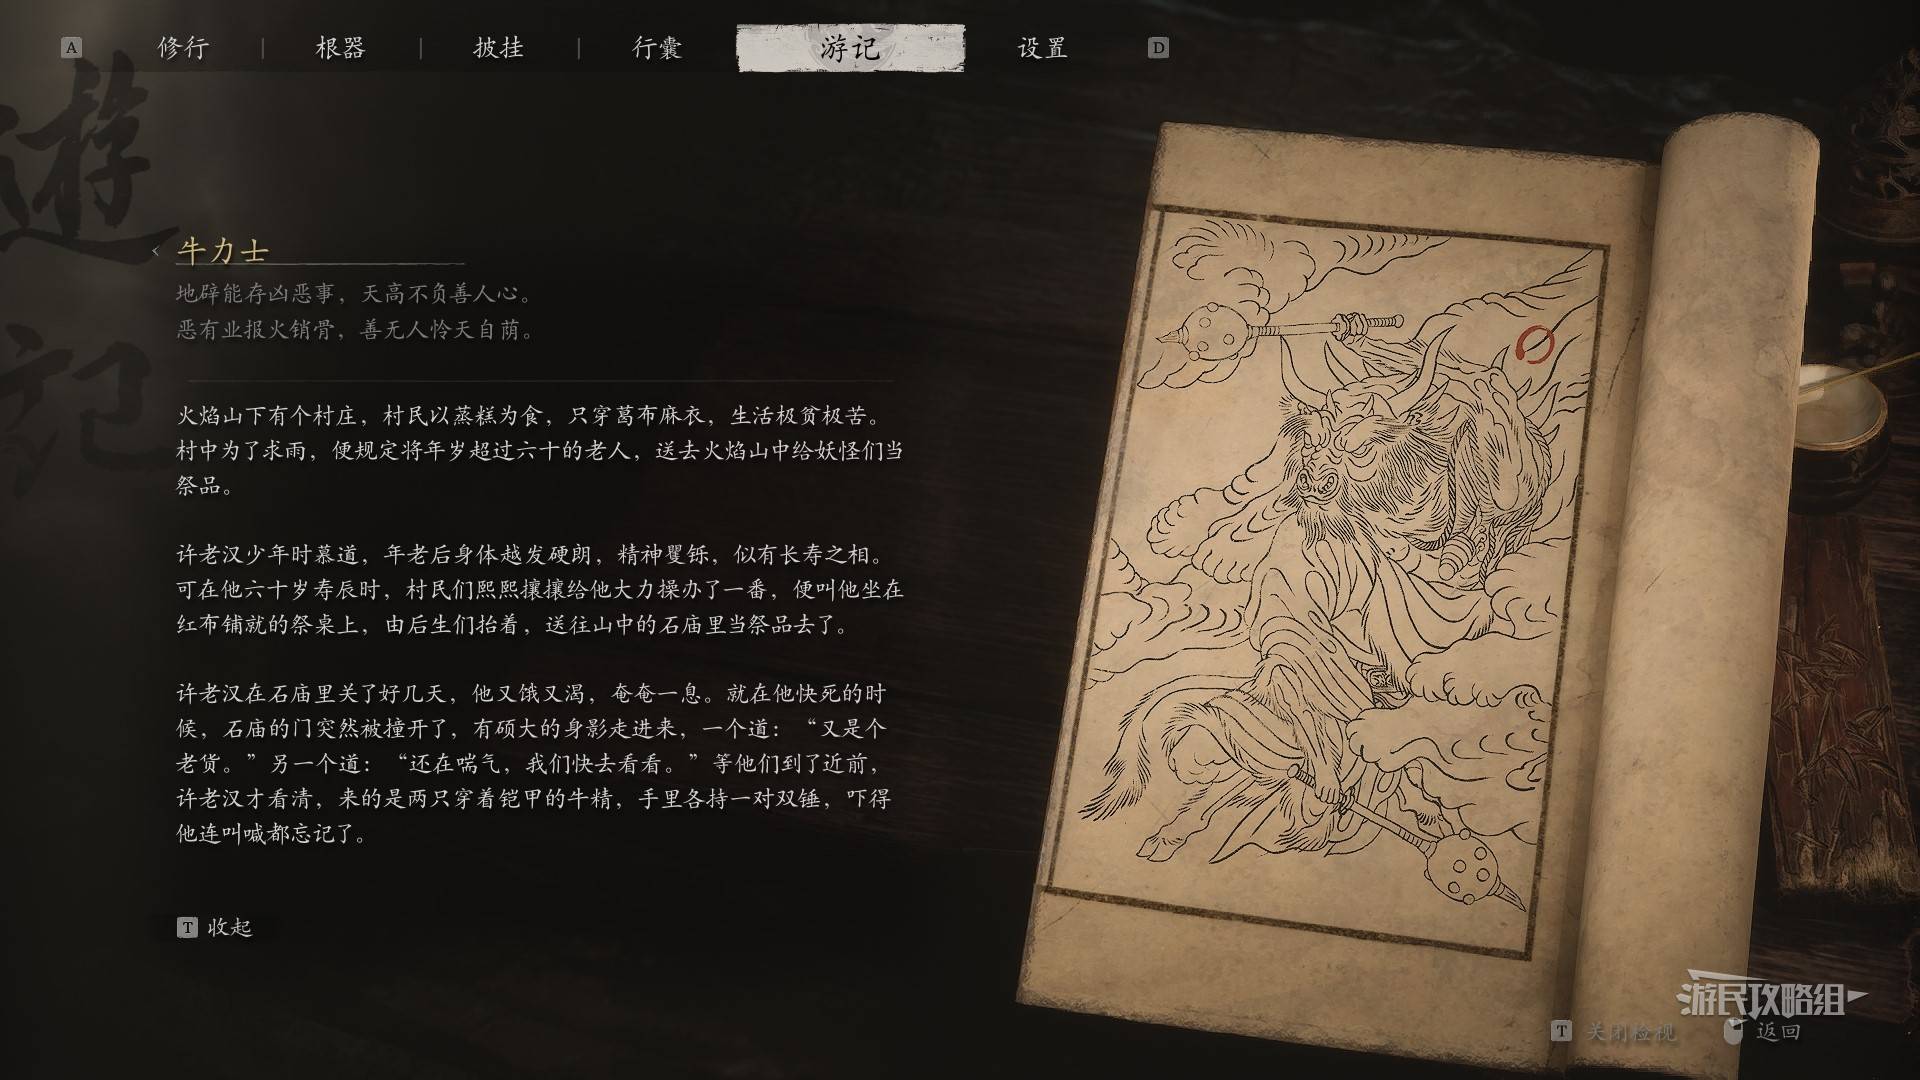 A 修行 | 根器 | 披挂 | 行囊 游记 设置 D
遊記
牛力士
地辟能存凶恶事，天高不负善人心。
恶有业报火销骨，善无人怜天自荫。
火焰山下有个村庄，村民以蒸糕为食，只穿葛布麻衣，生活极贫极苦。
村中为了求雨，便规定将年岁超过六十的老人，送去火焰山中给妖怪们当
祭品。
许老汉少年时慕道，年老后身体越发硬朗，精神矍铄，似有长寿之相。
可在他六十岁寿辰时，村民们熙熙攘攘给他大力操办了一番，便叫他坐在
红布铺就的祭桌上，由后生们抬着，送往山中的石庙里当祭品去了。
许老汉在石庙里关了好几天，他又饿又渴，奄奄一息。就在他快死的时
候，石庙的门突然被撞开了，有硕大的身影走进来，一个道：“又是个
老货。”另一个道：“还在喘气，我们快去看看。”等他们到了近前，
许老汉才看清，来的是两只穿着铠甲的牛精，手里各持一对双锤，吓得
他连叫喊都忘记了。
T 收起
游民攻略组
T 关闭检视 返回